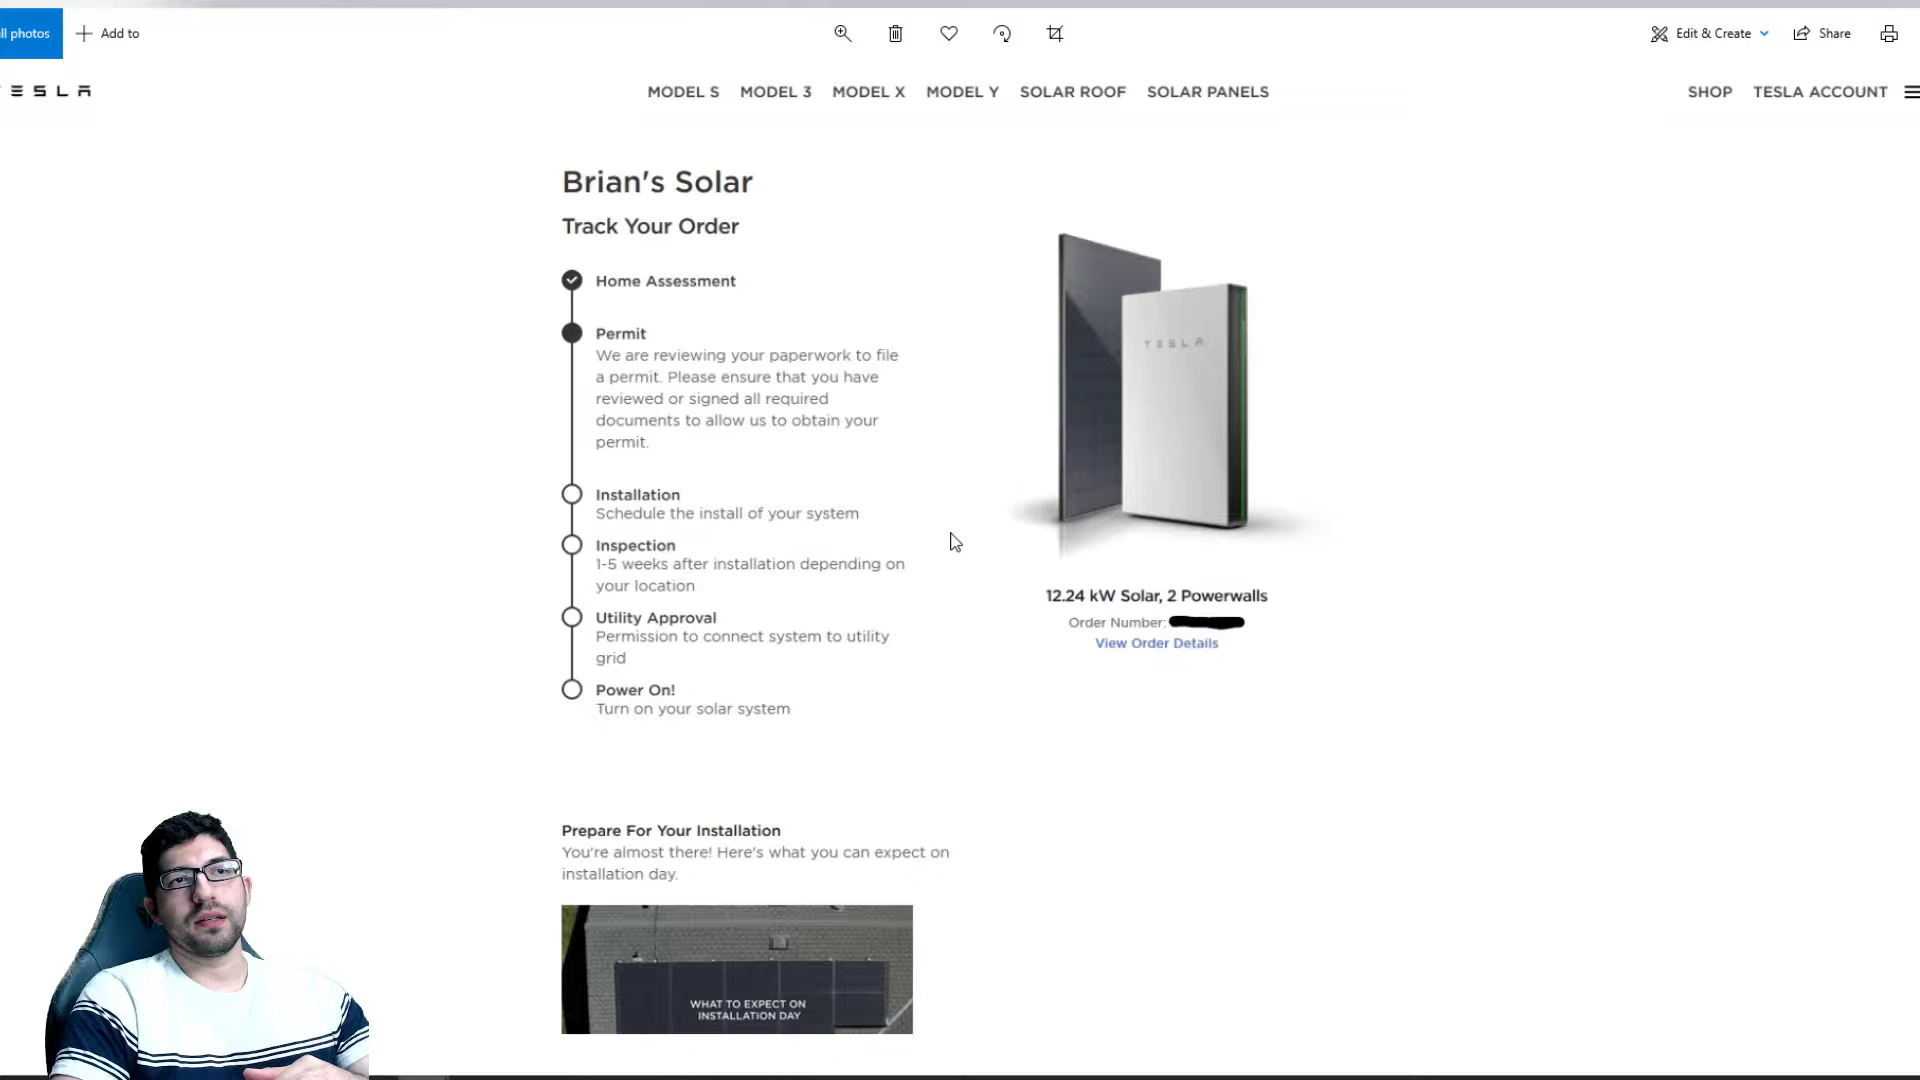 ll photos
Add to
Edit & Create
Share
TESLA
MODEL S
MODEL 3
MODEL X
MODEL Y
SOLAR ROOF
SOLAR PANELS
SHOP
TESLA ACCOUNT
Brian's Solar
Track Your Order
Home Assessment
Permit
We are reviewing your paperwork to file
a permit. Please ensure that you have
reviewed or signed all required
documents to allow us to obtain your
permit.
Installation
Schedule the install of your system
Inspection
1-5 weeks after installation depending on
your location
Utility Approval
Permission to connect system to utility
grid
Power On!
Turn on your solar system
TESLA
12.24 kW Solar, 2 Powerwalls
Order Number:
View Order Details
Prepare For Your Installation
You're almost there! Here's what you can expect on
installation day.
WHAT TO EXPECT ON
INSTALLATION DAY